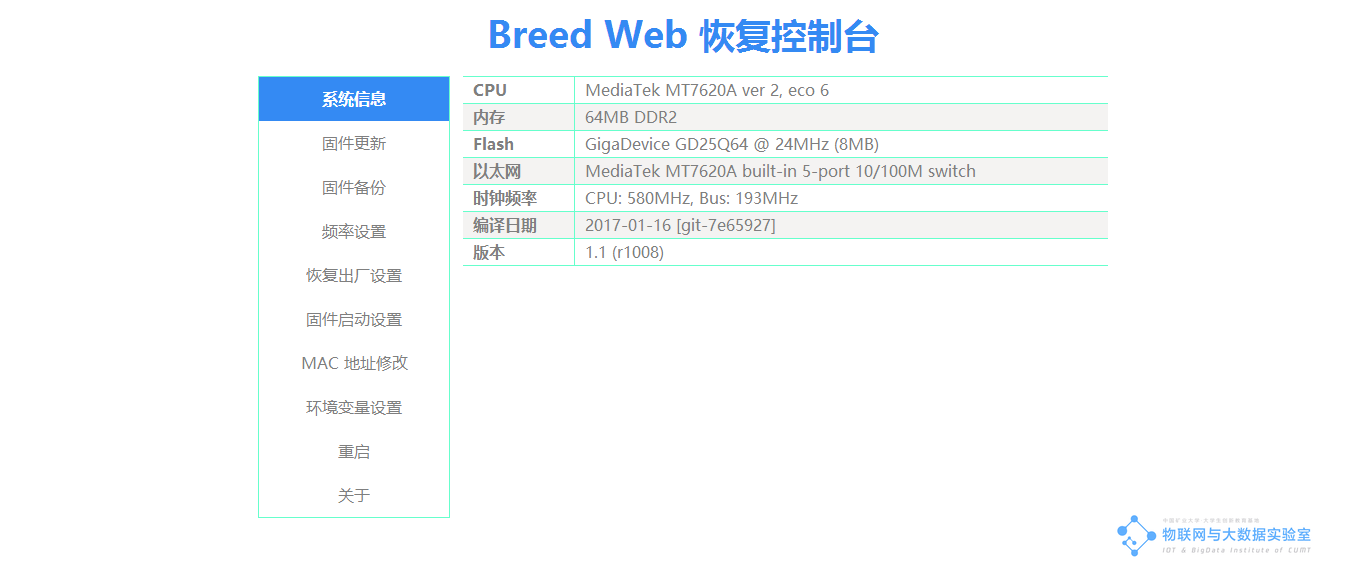 Breed Web 恢复控制台
系统信息
固件更新
固件备份
频率设置
恢复出厂设置
固件启动设置
MAC 地址修改
环境变量设置
重启
关于
CPU MediaTek MT7620A ver 2, eco 6
内存 64MB DDR2
Flash GigaDevice GD25Q64 @ 24MHz (8MB)
以太网 MediaTek MT7620A built-in 5-port 10/100M switch
时钟频率 CPU: 580MHz, Bus: 193MHz
编译日期 2017-01-16 [git-7e65927]
版本 1.1 (r1008)
物联网与大数据实验室
IOT & BigData Institute of CUMT